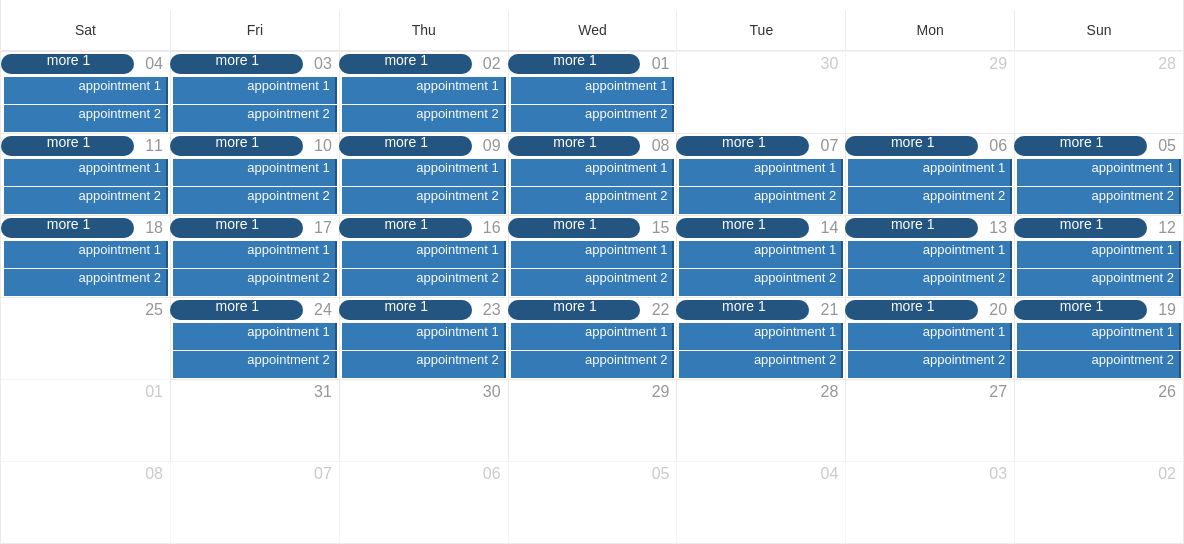 Sat Fri Thu Wed Tue Mon Sun
more 1 04 more 1 03 more 1 02 more 1 01 30 29 28
appointment 1 appointment 1 appointment 1 appointment 1
appointment 2 appointment 2 appointment 2 appointment 2
more 1 11 more 1 10 more 1 09 more 1 08 more 1 07 more 1 06 more 1 05
appointment 1 appointment 1 appointment 1 appointment 1 appointment 1 appointment 1 appointment 1
appointment 2 appointment 2 appointment 2 appointment 2 appointment 2 appointment 2 appointment 2
more 1 18 more 1 17 more 1 16 more 1 15 more 1 14 more 1 13 more 1 12
appointment 1 appointment 1 appointment 1 appointment 1 appointment 1 appointment 1 appointment 1
appointment 2 appointment 2 appointment 2 appointment 2 appointment 2 appointment 2 appointment 2
25 more 1 24 more 1 23 more 1 22 more 1 21 more 1 20 more 1 19
appointment 1 appointment 1 appointment 1 appointment 1 appointment 1 appointment 1
appointment 2 appointment 2 appointment 2 appointment 2 appointment 2 appointment 2
01 31 30 29 28 27 26
08 07 06 05 04 03 02